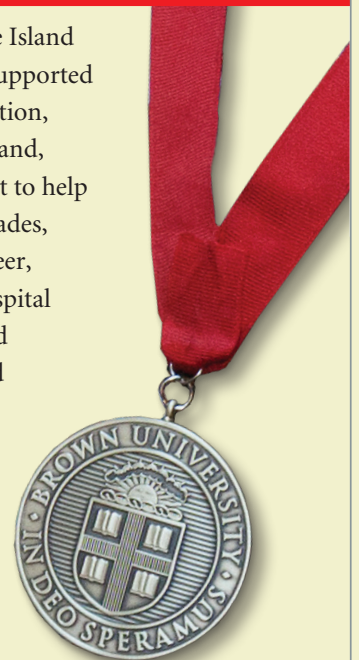 e Island
upported
tion,
and,
t to help
ades,
eer,
spital
d
d
BROWN UNIVERSITY
IN DEO SPERAMUS